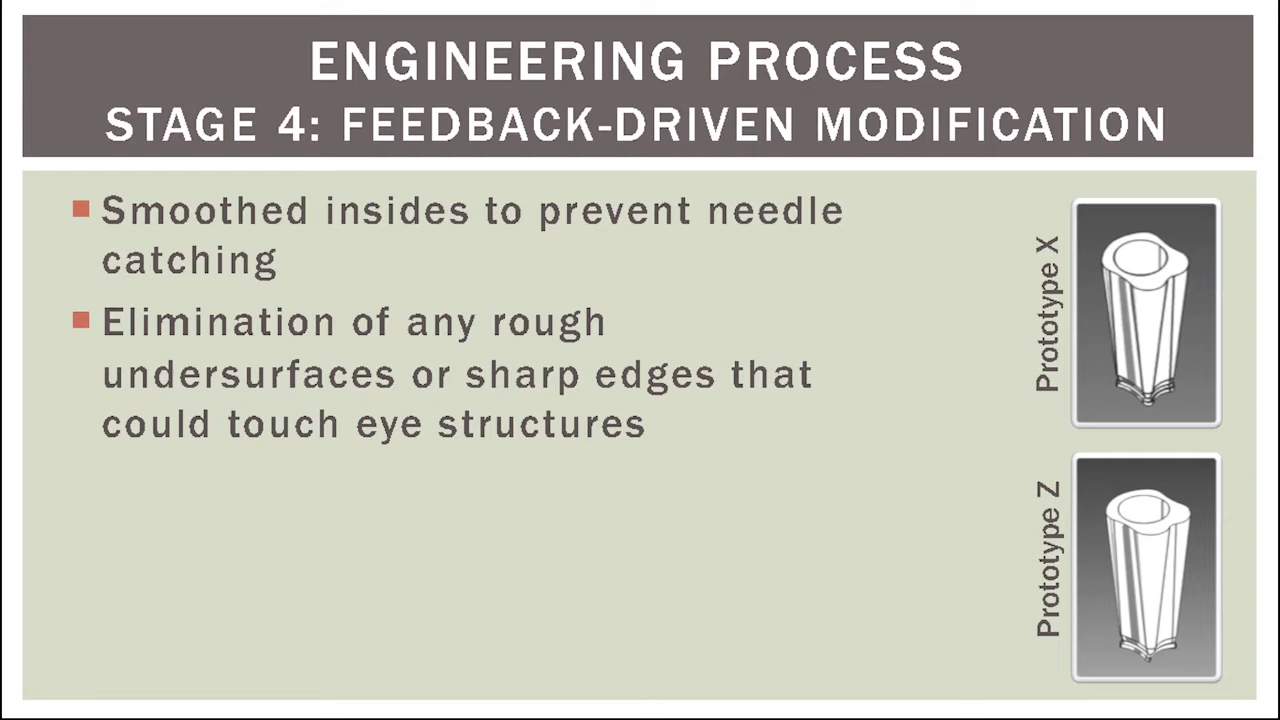 ENGINEERING PROCESS
STAGE 4: FEEDBACK-DRIVEN MODIFICATION
Smoothed insides to prevent needle
catching
Elimination of any rough
undersurfaces or sharp edges that
could touch eye structures
Prototype X
Prototype Z